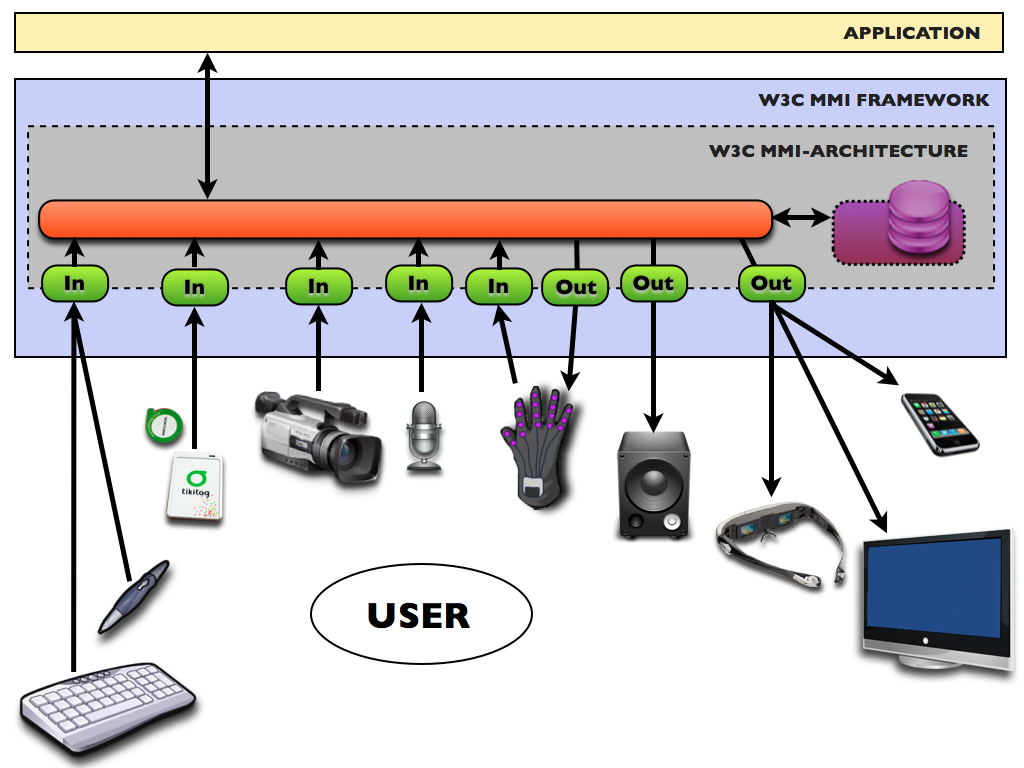 APPLICATION
W3C MMI FRAMEWORK
W3C MMI-ARCHITECTURE
In
In
In
In
In
Out
Out
Out
tikitag
USER